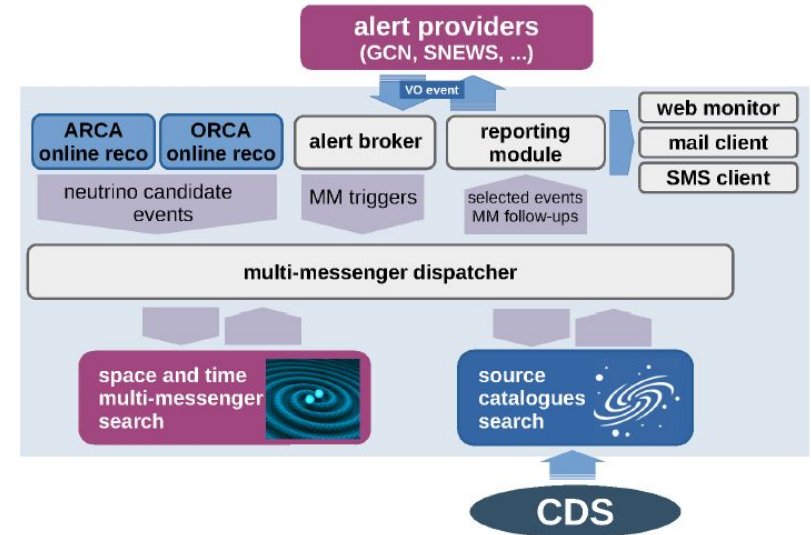 alert providers
(GCN, SNEWS, ...)
VO event
ARCA
online reco
ORCA
online reco
alert broker
reporting
module
web monitor
mail client
SMS client
neutrino candidate
events
MM triggers
selected events
MM follow-ups
multi-messenger dispatcher
space and time
multi-messenger
search
source
catalogues
search
CDS